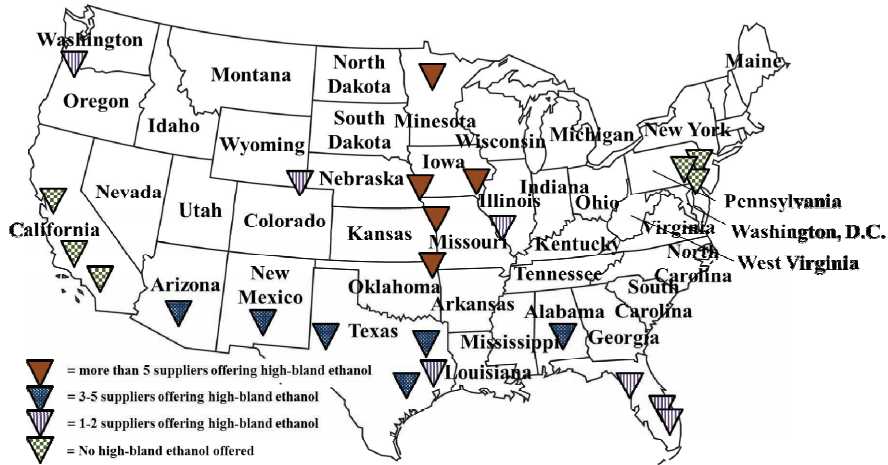 Washington
Maine
North
Dakota
Montana
Oregon
Idaho
South
Dakota
Minesota
Wisconsin
Michigan
New York
Wyoming
Iowa
Nebraska
Illinois
Indiana
Ohio
Pennsylvania
Nevada
Utah
Colorado
Kansas
Missouri
Kentucky
Virginia
Washington, D.C.
California
West Virginia
North
Carolina
Tennessee
Arizona
New
Mexico
Oklahoma
Arkansas
South
Carolina
Alabama
Texas
Mississippi
Georgia
Louisiana
= more than 5 suppliers offering high-bland ethanol
= 3-5 suppliers offering high-bland ethanol
= 1-2 suppliers offering high-bland ethanol
= No high-bland ethanol offered